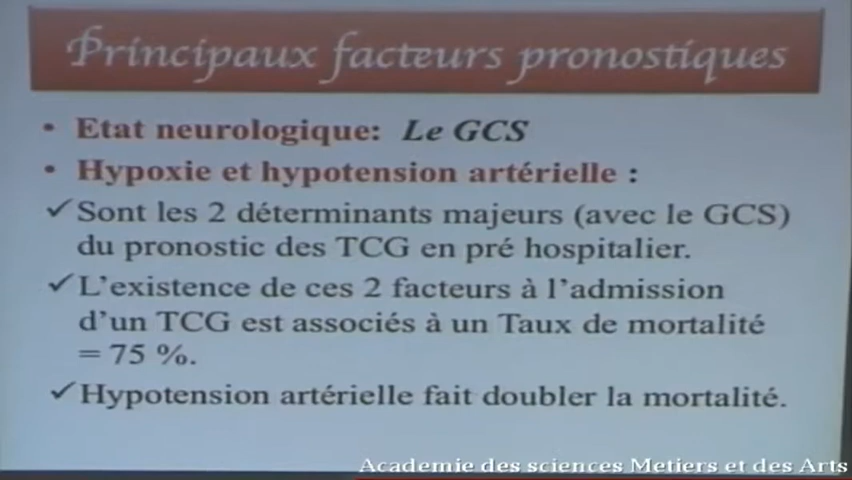 Principaux facteurs pronostiques
• Etat neurologique: Le GCS
• Hypoxie et hypotension artérielle :
✓ Sont les 2 déterminants majeurs (avec le GCS)
du pronostic des TCG en pré hospitalier.
✓ L'existence de ces 2 facteurs à l'admission
d'un TCG est associés à un Taux de mortalité
= 75 %.
✓ Hypotension artérielle fait doubler la mortalité.
Academie des sciences Metiers et des Arts